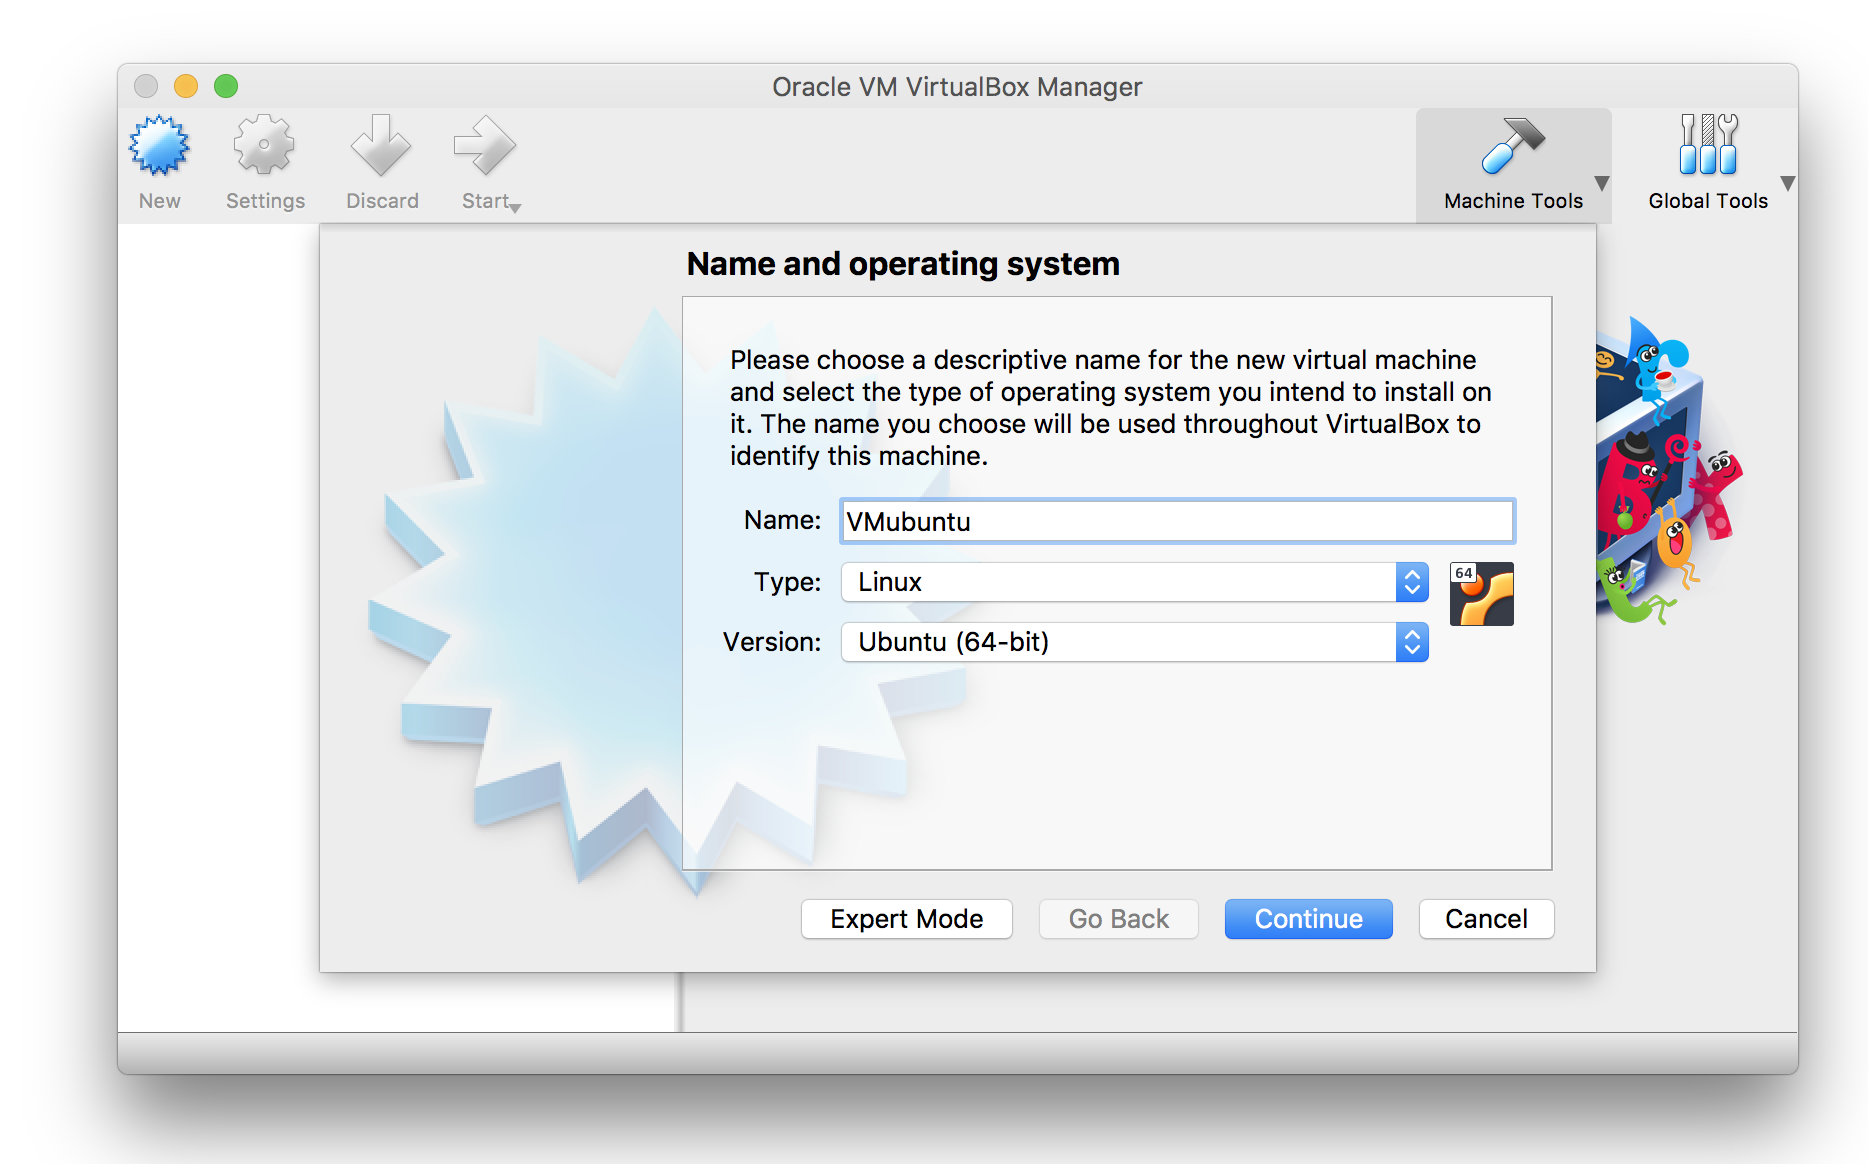 Oracle VM VirtualBox Manager
New
Settings
Discard
Start
Machine Tools
Global Tools
Name and operating system
Please choose a descriptive name for the new virtual machine
and select the type of operating system you intend to install on
it. The name you choose will be used throughout VirtualBox to
identify this machine.
Name: VMubuntu
Type: Linux
64
Version: Ubuntu (64-bit)
Expert Mode
Go Back
Continue
Cancel